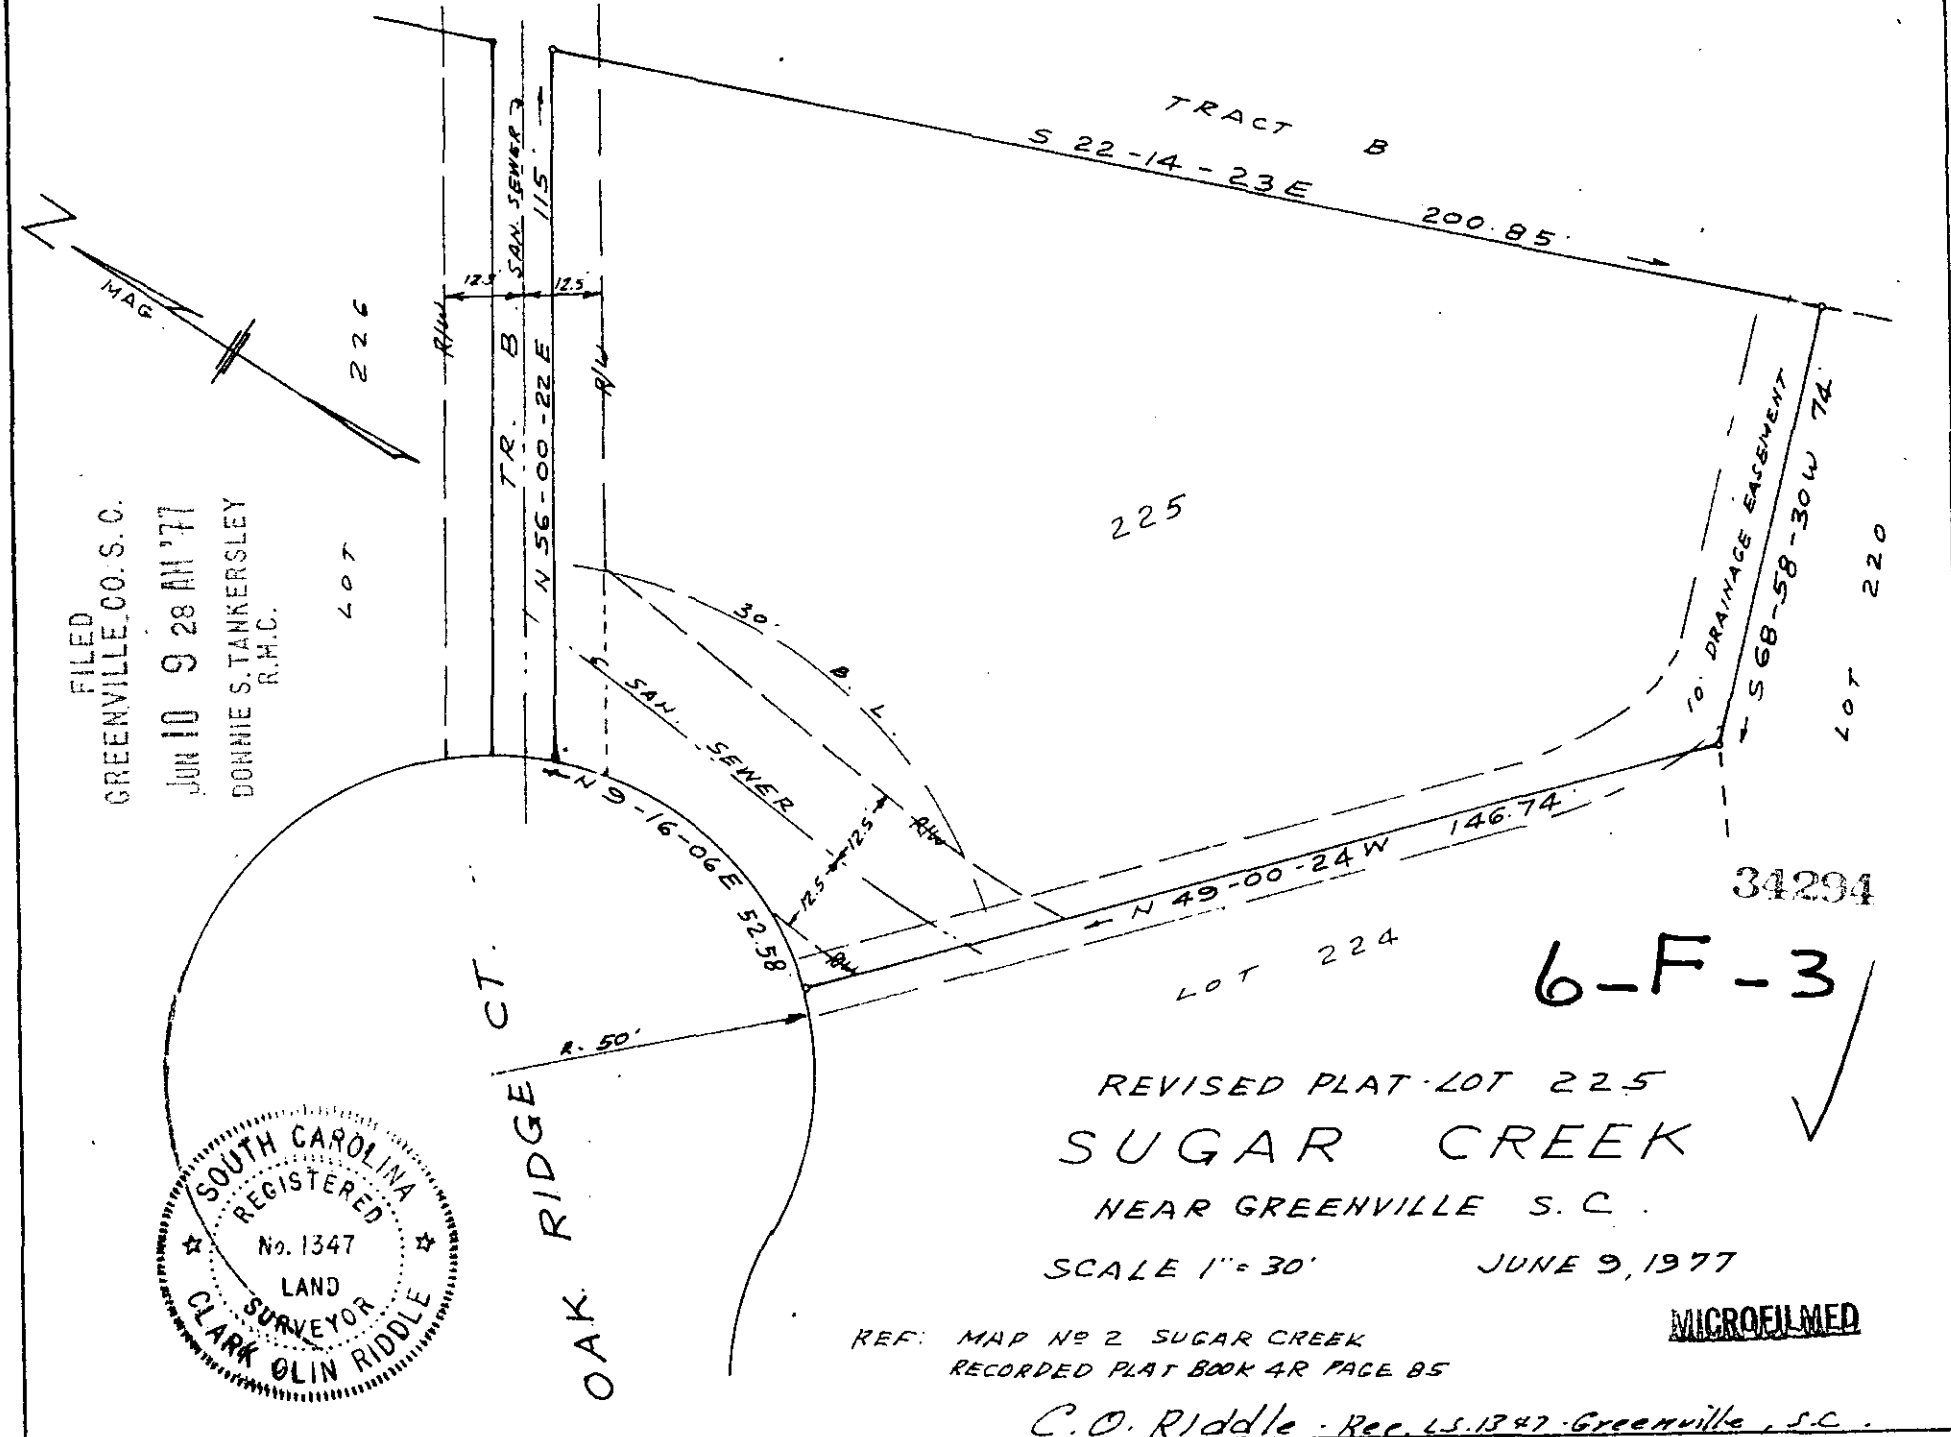 TRACT B
S 22-14-23 E 200.85'
SAN. SEWER
115'
12.5' 12.5'
R/W
R/W
TR. B
N 56-00-22 E
MAG
LOT 226
FILED
GREENVILLE CO. S. C.
JUN 10 9 28 AM '77
DONNIE S. TANKERSLEY
R.M.C.
225
10' DRAINAGE EASEMENT
S 68-58-30 W 74'
LOT 220
30' B. L.
SAN. SEWER
12.5' 12.5'
R/W
R/W
N 9-16-06 E 52.58
N 49-00-24 W 146.74'
LOT 224
R. 50'
OAK RIDGE CT.
34294
6-F-3
REVISED PLAT LOT 225
SUGAR CREEK
NEAR GREENVILLE S. C.
SCALE 1" = 30' JUNE 9, 1977
MICROFILMED
REF: MAP Nº 2 SUGAR CREEK
RECORDED PLAT BOOK 4R PAGE 85
C.O. Riddle - Reg. L.S. 1347 - Greenville, S.C.
SOUTH CAROLINA
REGISTERED
No. 1347
LAND
SURVEYOR
CLARK OLIN RIDDLE